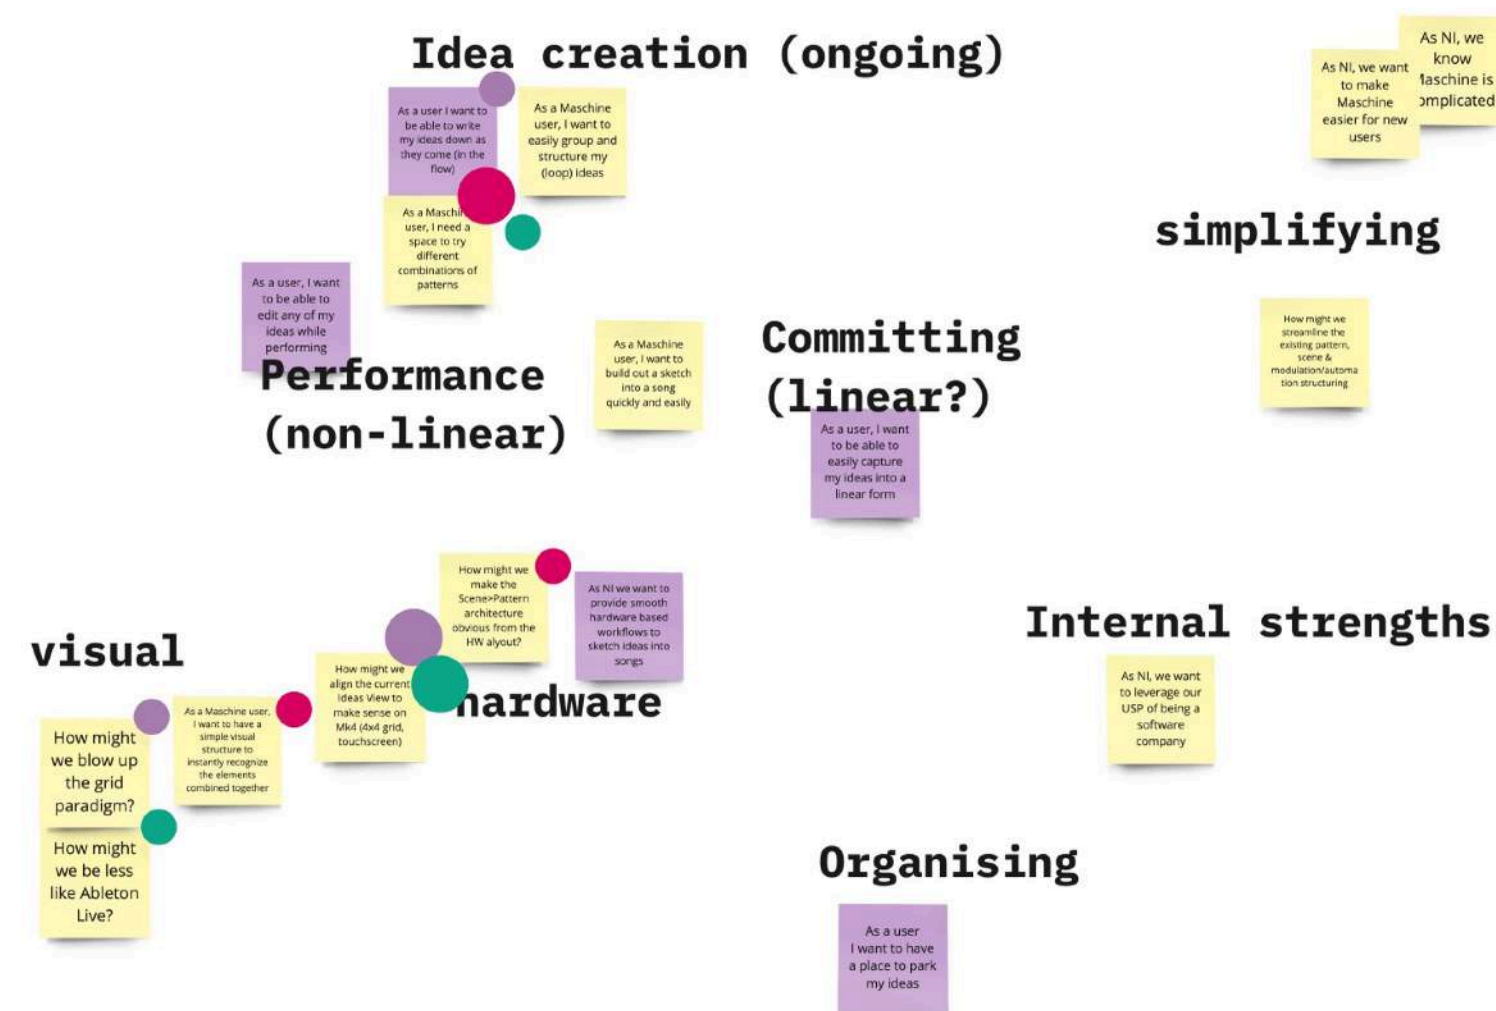 Idea creation (ongoing)
As a user I want to
be able to write
my ideas down as
they come (in the
flow)
As a Maschine
user, I want to
easily group and
structure my
(loop) ideas
As a Maschin
user, I need a
space to try
different
combinations of
patterns
As a user, I want
to be able to
edit any of my
ideas while
performing
Performance
(non-linear)
As a Maschine
user, I want to
build out a sketch
into a song
quickly and easily
Committing
(linear?)
As a user, I want
to be able to
easily capture
my ideas into a
linear form
As NI, we want
to make
Maschine
easier for new
users
As NI, we
know
Maschine is
omplicated
simplifying
How might we
streamline the
existing pattern,
scene &
modulation/automa
tion structuring
visual
How might
we blow up
the grid
paradigm?
How might
we be less
like Ableton
Live?
As a Maschine user,
I want to have a
simple visual
structure to
instantly recognize
the elements
combined together
How might we
align the current
Ideas View to
make sense on
Mk4 (4x4 grid,
touchscreen)
How might we
make the
Scene>Pattern
architecture
obvious from the
HW alyout?
As NI we want to
provide smooth
hardware based
workflows to
sketch ideas into
songs
hardware
Internal strengths
As NI, we want
to leverage our
USP of being a
software
company
Organising
As a user
I want to have
a place to park
my ideas